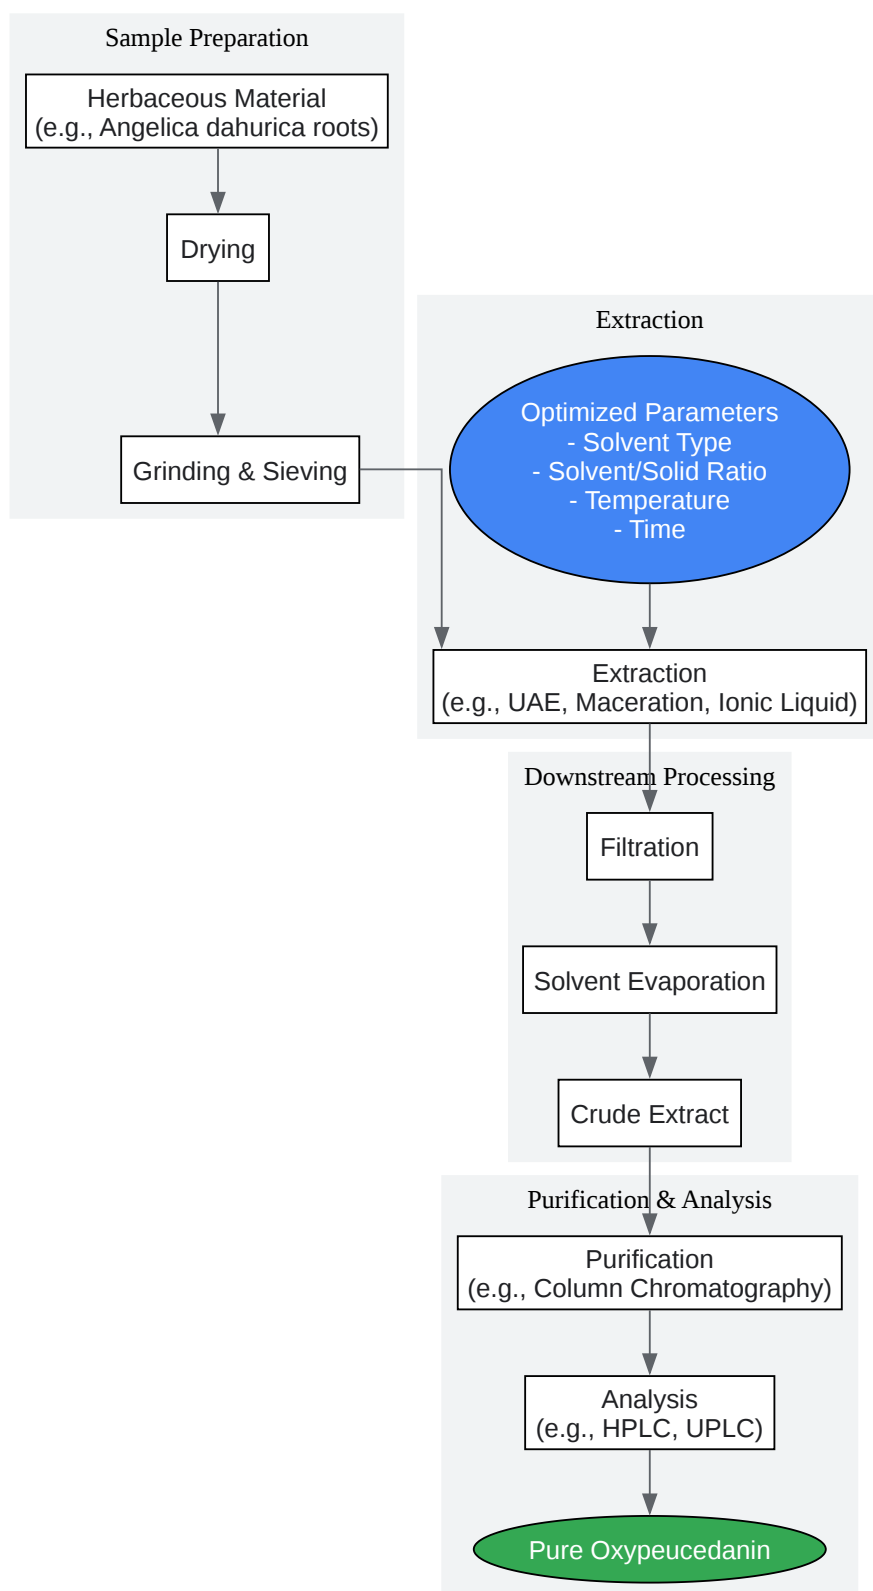 Sample Preparation
Herbaceous Material
(e.g., Angelica dahurica roots)
Drying
Grinding & Sieving
Extraction
Optimized Parameters
- Solvent Type
- Solvent/Solid Ratio
- Temperature
- Time
Extraction
(e.g., UAE, Maceration, Ionic Liquid)
Downstream Processing
Filtration
Solvent Evaporation
Crude Extract
Purification & Analysis
Purification
(e.g., Column Chromatography)
Analysis
(e.g., HPLC, UPLC)
Pure Oxypeucedanin